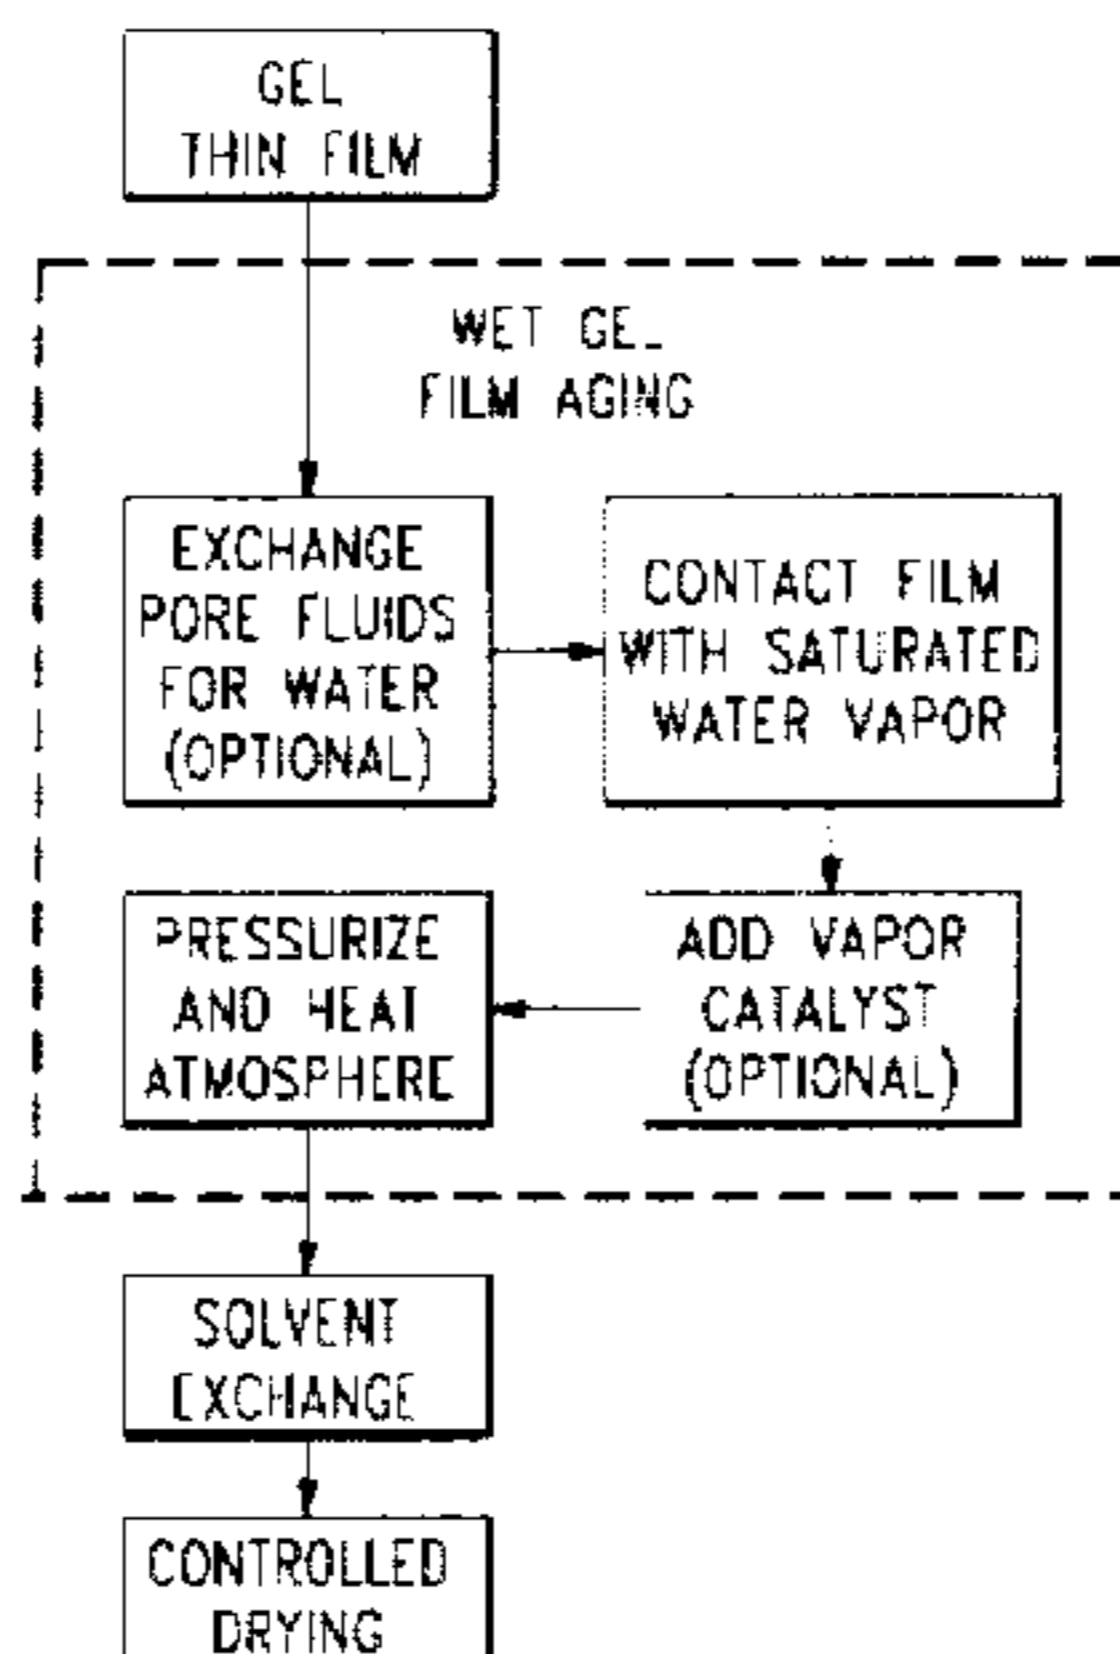 GEL
THIN FILM
WET GEL
FILM AGING
EXCHANGE
PORE FLUIDS
FOR WATER
(OPTIONAL)
CONTACT FILM
WITH SATURATED
WATER VAPOR
PRESSURIZE
AND HEAT
ATMOSPHERE
ADD VAPOR
CATALYST
(OPTIONAL)
SOLVENT
EXCHANGE
CONTROLLED
DRYING